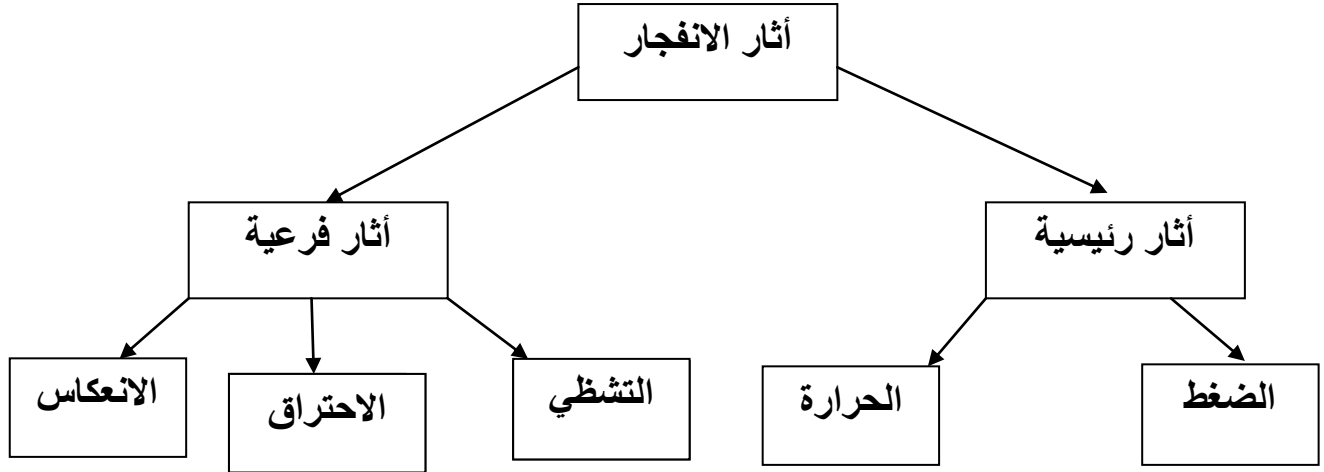 أثار الانفجار
أثار رئيسية
أثار فرعية
الضغط
الحرارة
التشظي
الاحتراق
الانعكاس